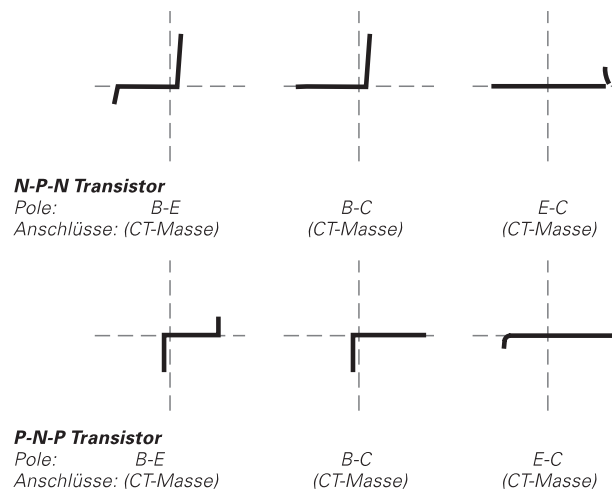 N-P-N Transistor
Pole: B-E B-C E-C
Anschlüsse: (CT-Masse) (CT-Masse) (CT-Masse)
P-N-P Transistor
Pole: B-E B-C E-C
Anschlüsse: (CT-Masse) (CT-Masse) (CT-Masse)